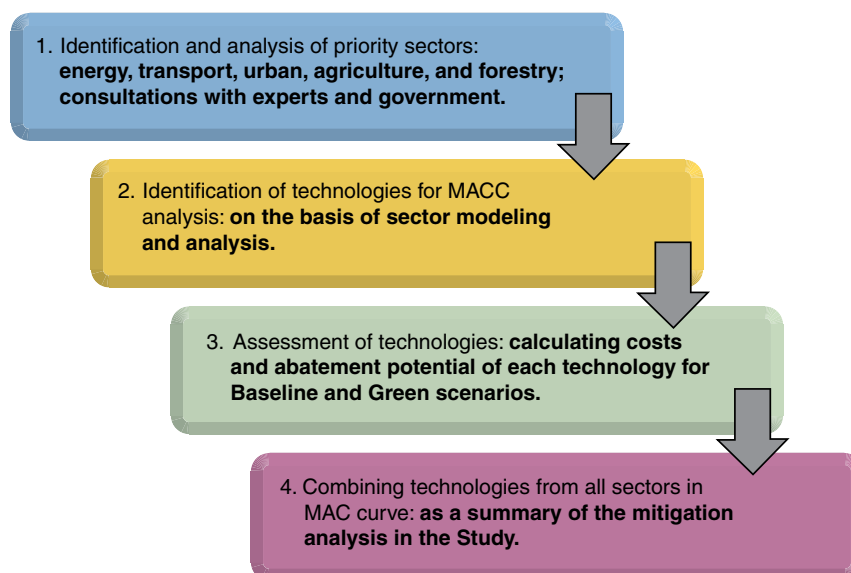 1. Identification and analysis of priority sectors:
energy, transport, urban, agriculture, and forestry;
consultations with experts and government.
2. Identification of technologies for MACC
analysis: on the basis of sector modeling
and analysis.
3. Assessment of technologies: calculating costs
and abatement potential of each technology for
Baseline and Green scenarios.
4. Combining technologies from all sectors in
MAC curve: as a summary of the mitigation
analysis in the Study.